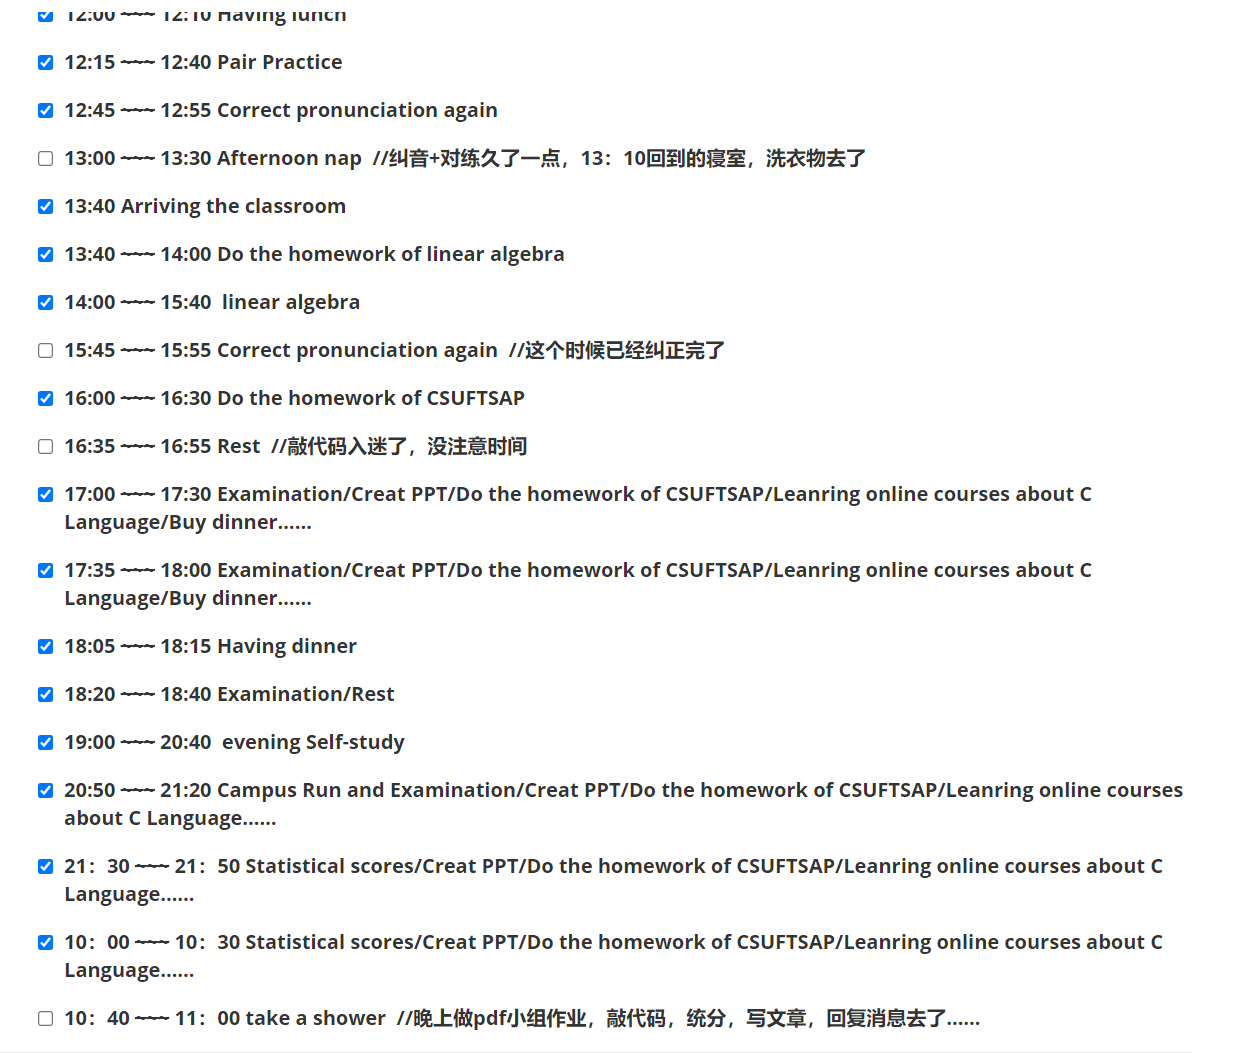 12:00 ~~~ 12:10 Having lunch
12:15 ~~~ 12:40 Pair Practice
12:45 ~~~ 12:55 Correct pronunciation again
13:00 ~~~ 13:30 Afternoon nap  //纠音+对练久了一点，13：10回到的寝室，洗衣物去了
13:40 Arriving the classroom
13:40 ~~~ 14:00 Do the homework of linear algebra
14:00 ~~~ 15:40  linear algebra
15:45 ~~~ 15:55 Correct pronunciation again  //这个时候已经纠正完了
16:00 ~~~ 16:30 Do the homework of CSUFTSAP
16:35 ~~~ 16:55 Rest  //敲代码入迷了，没注意时间
17:00 ~~~ 17:30 Examination/Creat PPT/Do the homework of CSUFTSAP/Leanring online courses about C
Language/Buy dinner......
17:35 ~~~ 18:00 Examination/Creat PPT/Do the homework of CSUFTSAP/Leanring online courses about C
Language/Buy dinner......
18:05 ~~~ 18:15 Having dinner
18:20 ~~~ 18:40 Examination/Rest
19:00 ~~~ 20:40  evening Self-study
20:50 ~~~ 21:20 Campus Run and Examination/Creat PPT/Do the homework of CSUFTSAP/Leanring online courses
about C Language......
21：30 ~~~ 21：50 Statistical scores/Creat PPT/Do the homework of CSUFTSAP/Leanring online courses about C
Language......
10：00 ~~~ 10：30 Statistical scores/Creat PPT/Do the homework of CSUFTSAP/Leanring online courses about C
Language......
10：40 ~~~ 11：00 take a shower  //晚上做pdf小组作业，敲代码，统分，写文章，回复消息去了......